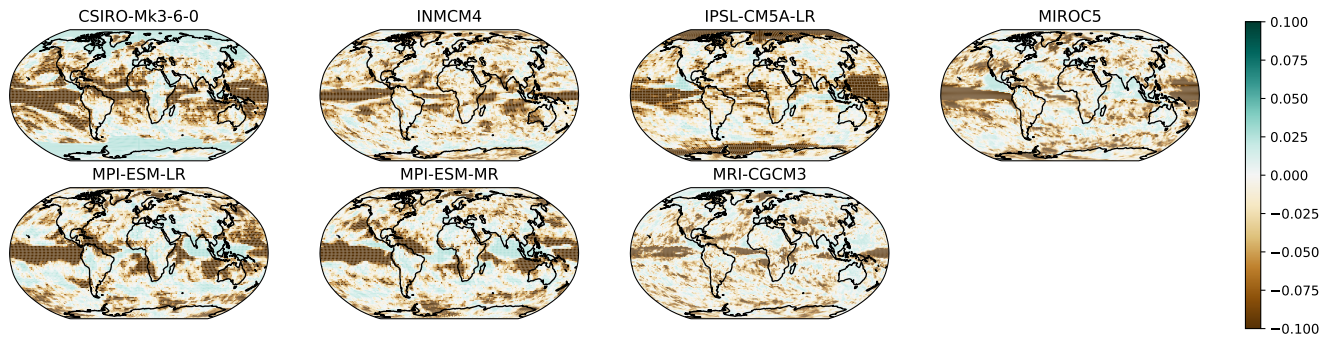 CSIRO-Mk3-6-0
INMCM4
IPSL-CM5A-LR
MIROC5
MPI-ESM-LR
MPI-ESM-MR
MRI-CGCM3
0.100
0.075
0.050
0.025
0.000
−0.025
−0.050
−0.075
−0.100